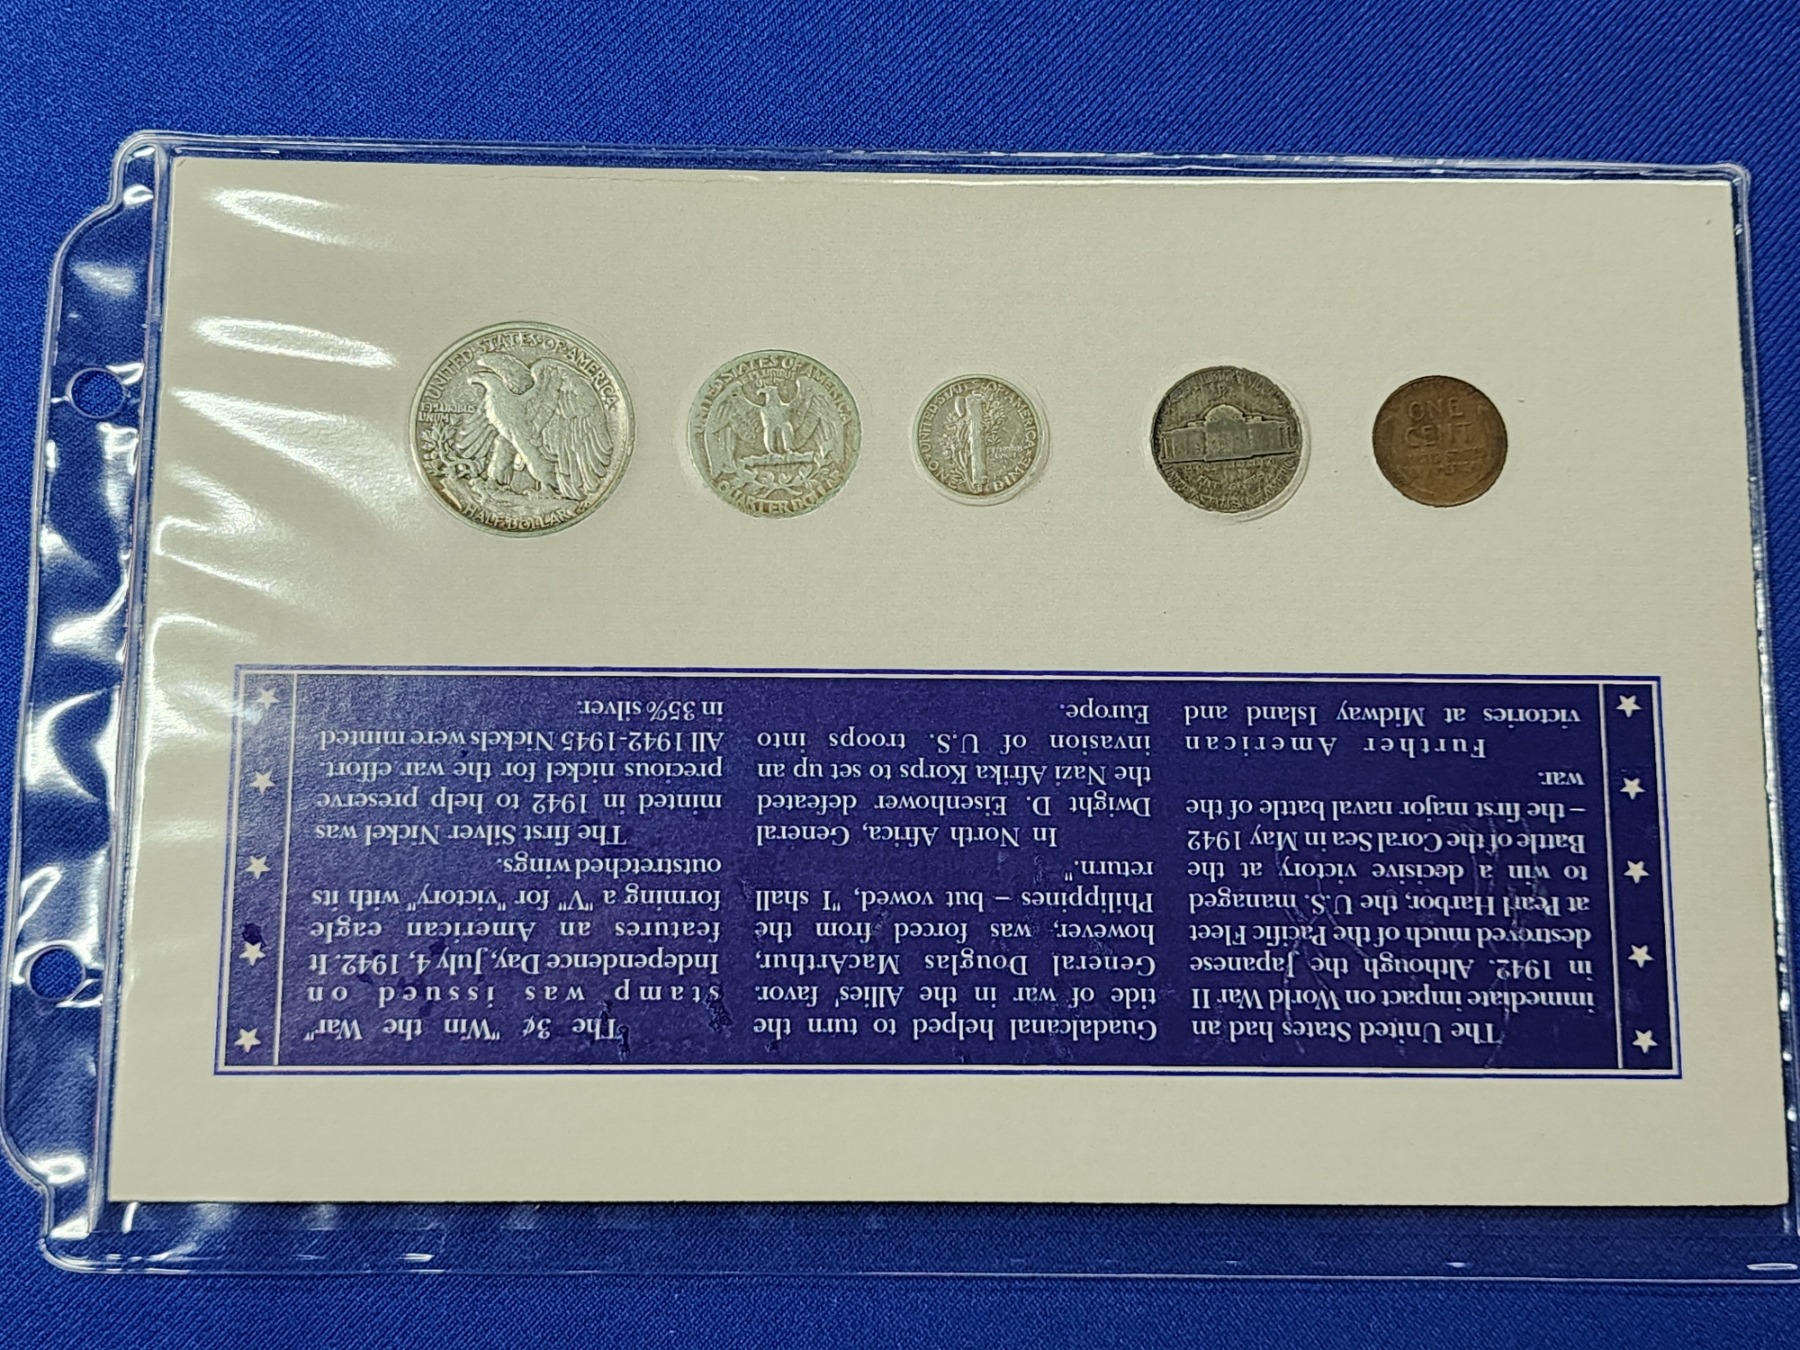 UNITED STATES OF AMERICA
E PLURIBUS
UNUM
HALF DOLLAR
UNITED STATES OF AMERICA
E PLURIBUS
UNUM
QUARTER DOLLAR
UNITED STATES OF AMERICA
ONE DIME
ONE
CENT
The United States had an
immediate impact on World War II
in 1942. Although the Japanese
destroyed much of the Pacific Fleet
at Pearl Harbor, the U.S. managed
to win a decisive victory at the
Battle of the Coral Sea in May 1942
– the first major naval battle of the
war.
Further American
victories at Midway Island and
Guadalcanal helped to turn the
tide of war in the Allies' favor.
General Douglas MacArthur,
however, was forced from the
Philippines – but vowed, "I shall
return."
In North Africa, General
Dwight D. Eisenhower defeated
the Nazi Afrika Korps to set up an
invasion of U.S. troops into
Europe.
The 3¢ "Win the War"
stamp was issued on
Independence Day, July 4, 1942. It
features an American eagle
forming a "V" for "victory" with its
outstretched wings.
The first Silver Nickel was
minted in 1942 to help preserve
precious nickel for the war effort.
All 1942-1945 Nickels were minted
in 35% silver.